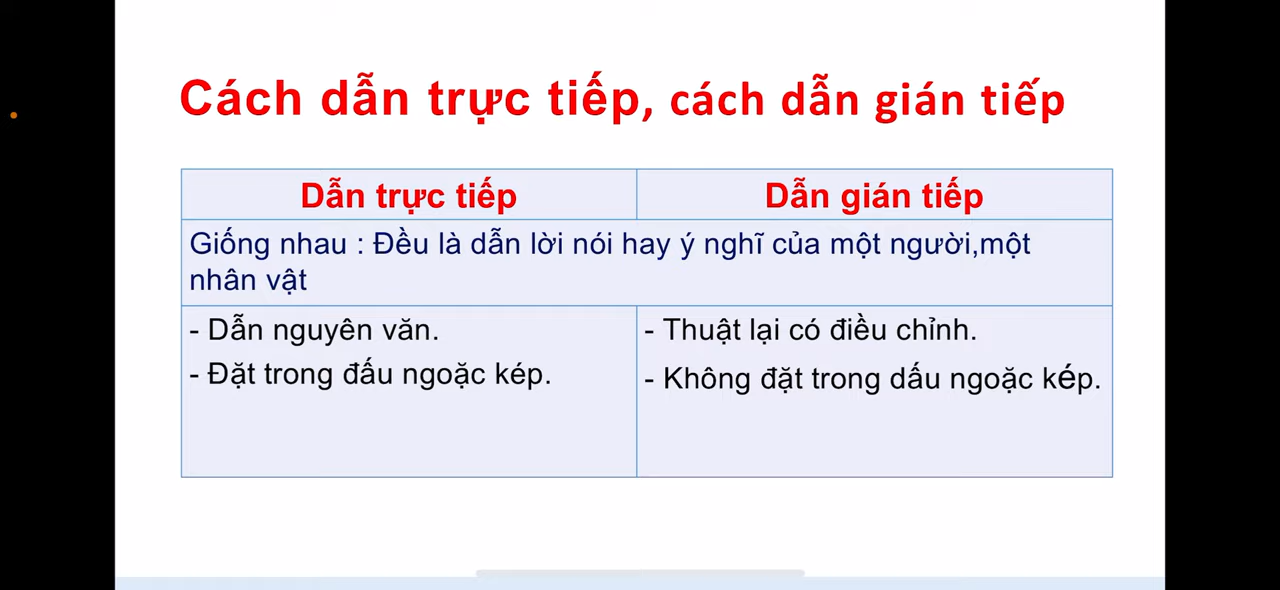 Cách dẫn trực tiếp, cách dẫn gián tiếp
Dẫn trực tiếp
Dẫn gián tiếp
Giống nhau : Đều là dẫn lời nói hay ý nghĩ của một người,một
nhân vật
- Dẫn nguyên văn.
- Đặt trong đấu ngoặc kép.
- Thuật lại có điều chỉnh.
- Không đặt trong dấu ngoặc kép.